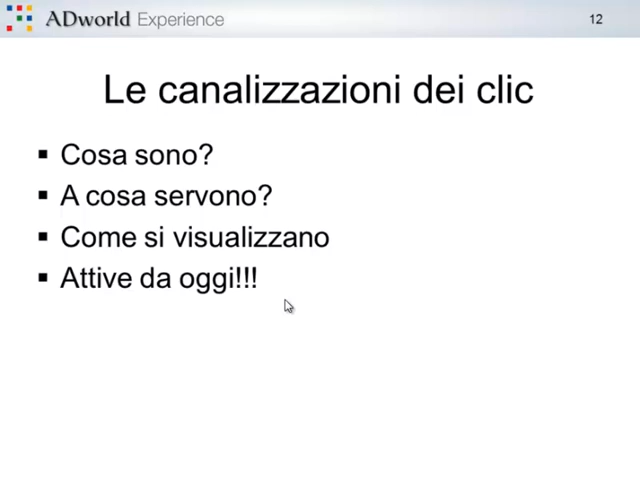 ADworld Experience
12
Le canalizzazioni dei clic
Cosa sono?
A cosa servono?
Come si visualizzano
Attive da oggi!!!